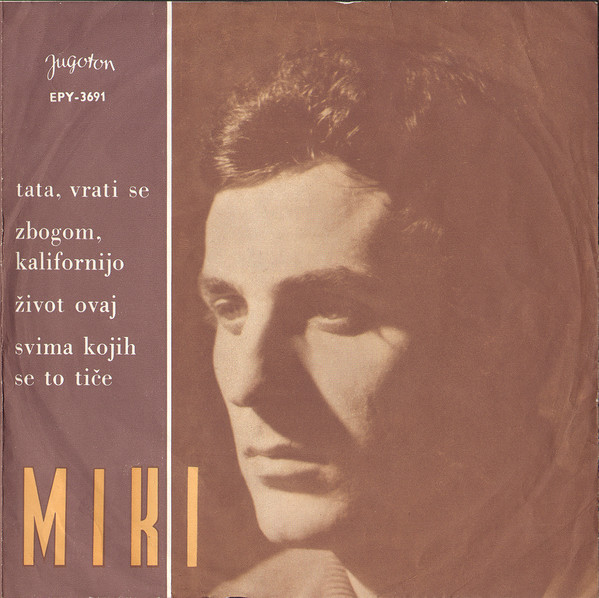 Jugoton
EPY-3691
tata, vrati se
zbogom,
kalifornijo
život ovaj
svima kojih
se to tiče
MIKI